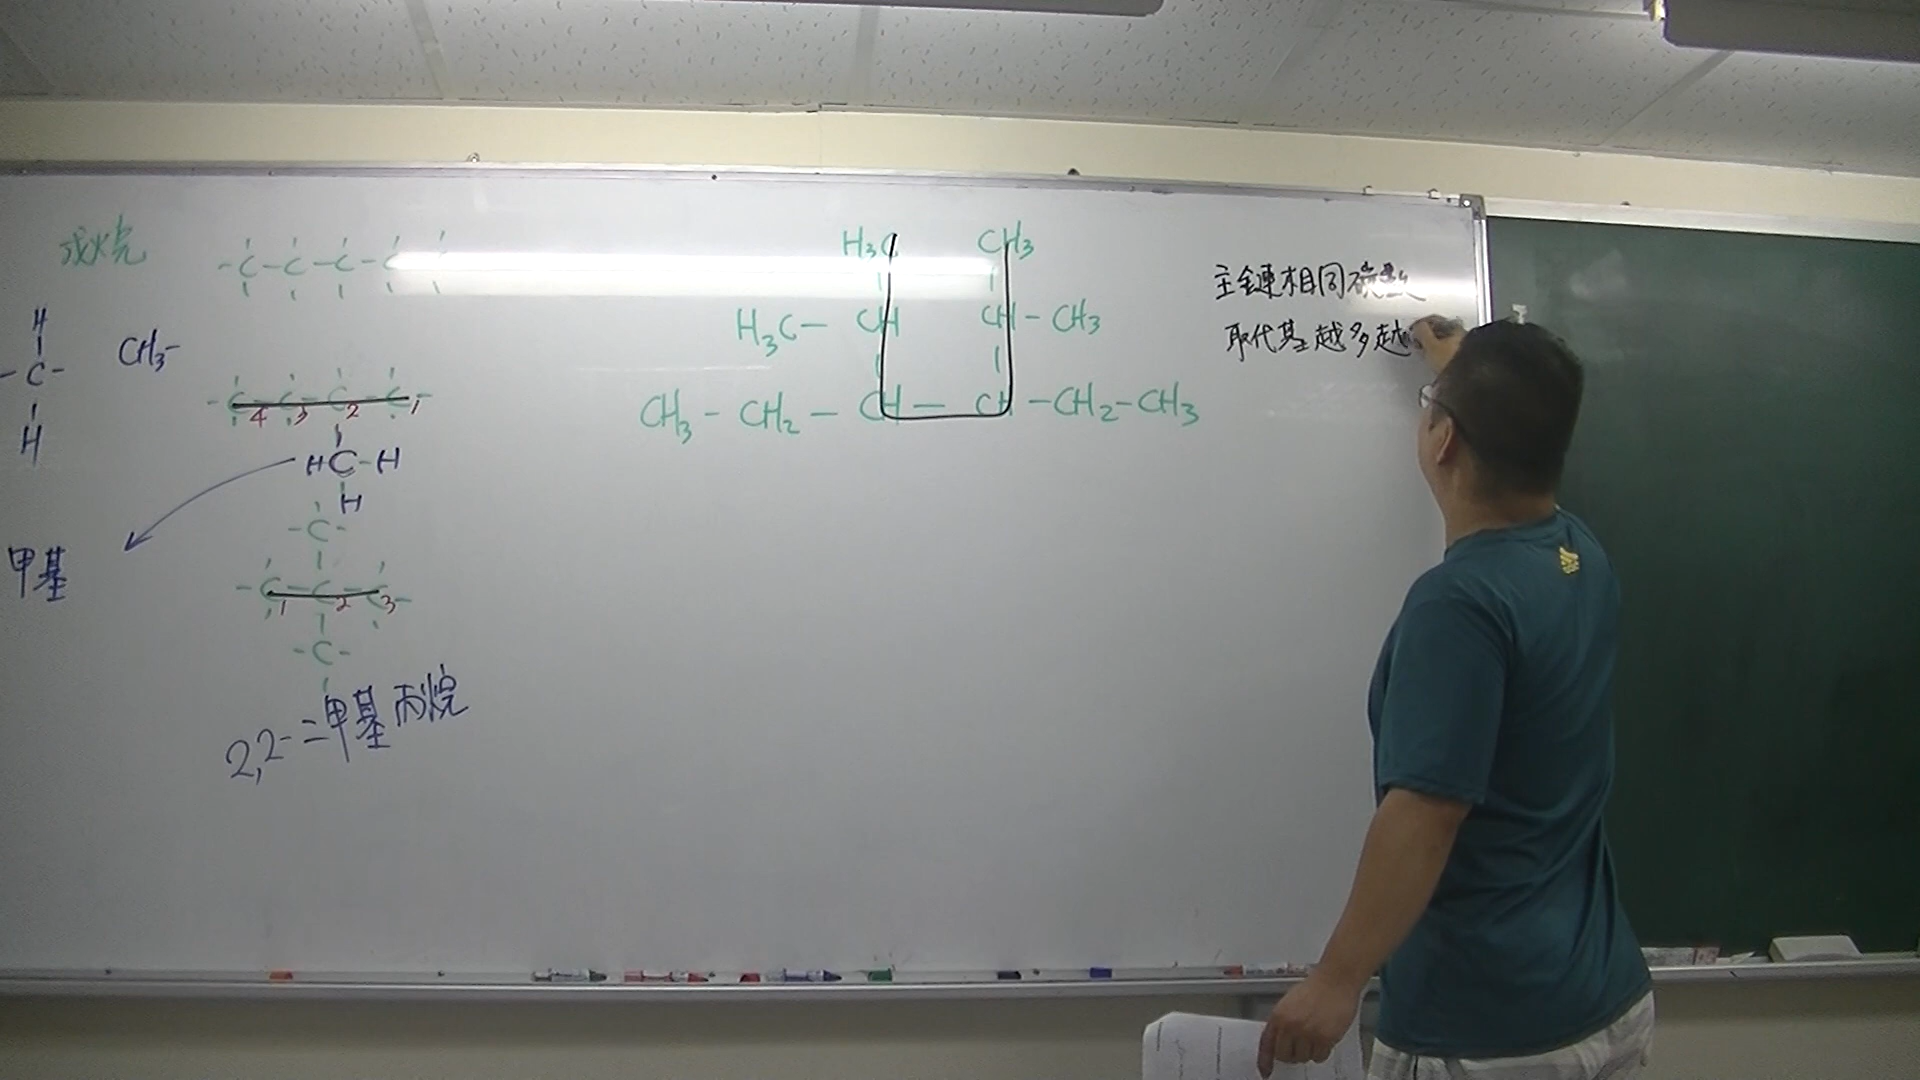 戊烷
-C-C-C-C
H
-C-
H
CH3-
-C-C-C-C-
4 3 2 1
H C-H
H
甲基
-C-
-C-C-C-
1 2 3
-C-
2,2-二甲基丙烷
H3C CH3
H3C- CH CH-CH3
CH3-CH2-CH-CH-CH2-CH3
主鏈相同碳數
取代基越多越